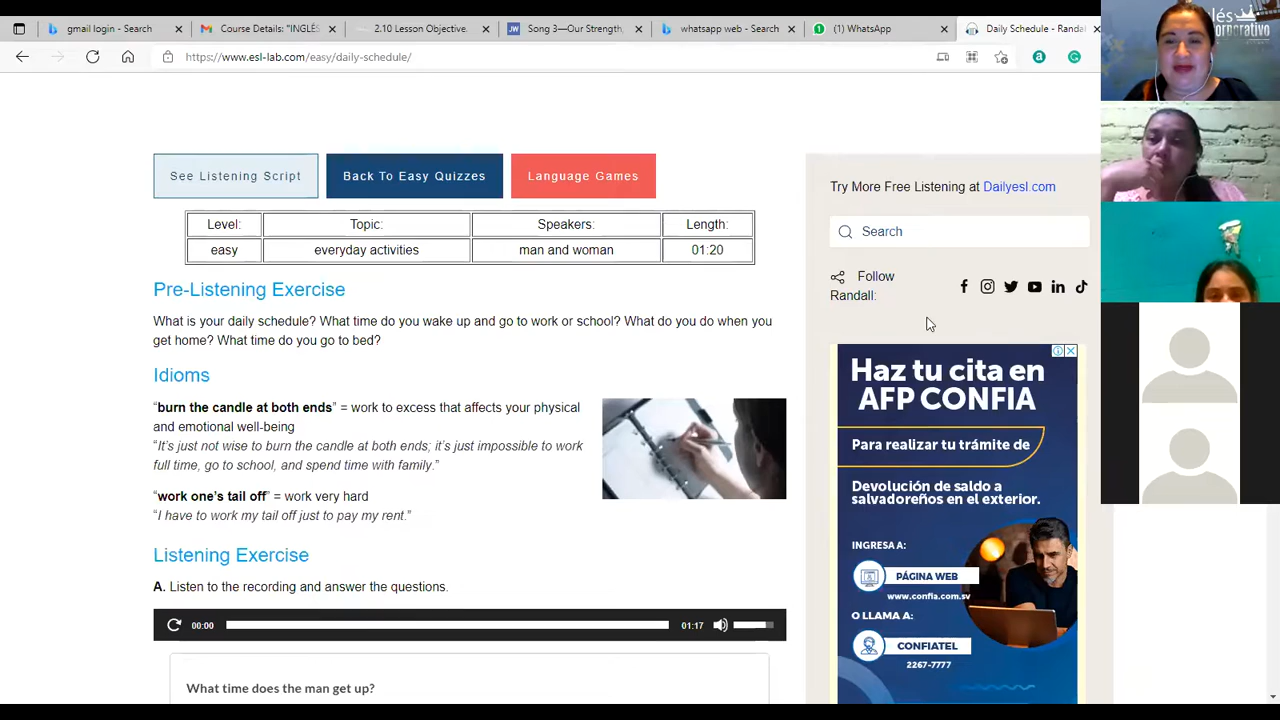 gmail login - Search
Course Details: "INGLÉS
2.10 Lesson Objective.
Song 3—Our Strength,
whatsapp web - Search
(1) WhatsApp
Daily Schedule - Randal
https://www.esl-lab.com/easy/daily-schedule/
See Listening Script
Back To Easy Quizzes
Language Games
Level: Topic: Speakers: Length:
easy everyday activities man and woman 01:20
Pre-Listening Exercise
What is your daily schedule? What time do you wake up and go to work or school? What do you do when you
get home? What time do you go to bed?
Idioms
“burn the candle at both ends” = work to excess that affects your physical
and emotional well-being
“It’s just not wise to burn the candle at both ends; it’s just impossible to work
full time, go to school, and spend time with family.”
“work one’s tail off” = work very hard
“I have to work my tail off just to pay my rent.”
Listening Exercise
A. Listen to the recording and answer the questions.
00:00
01:17
What time does the man get up?
Try More Free Listening at Dailyesl.com
Search
Follow
Randall:
Haz tu cita en
AFP CONFIA
Para realizar tu trámite de
Devolución de saldo a
salvadoreños en el exterior.
INGRESA A:
PÁGINA WEB
www.confia.com.sv
O LLAMA A:
CONFIATEL
2267-7777